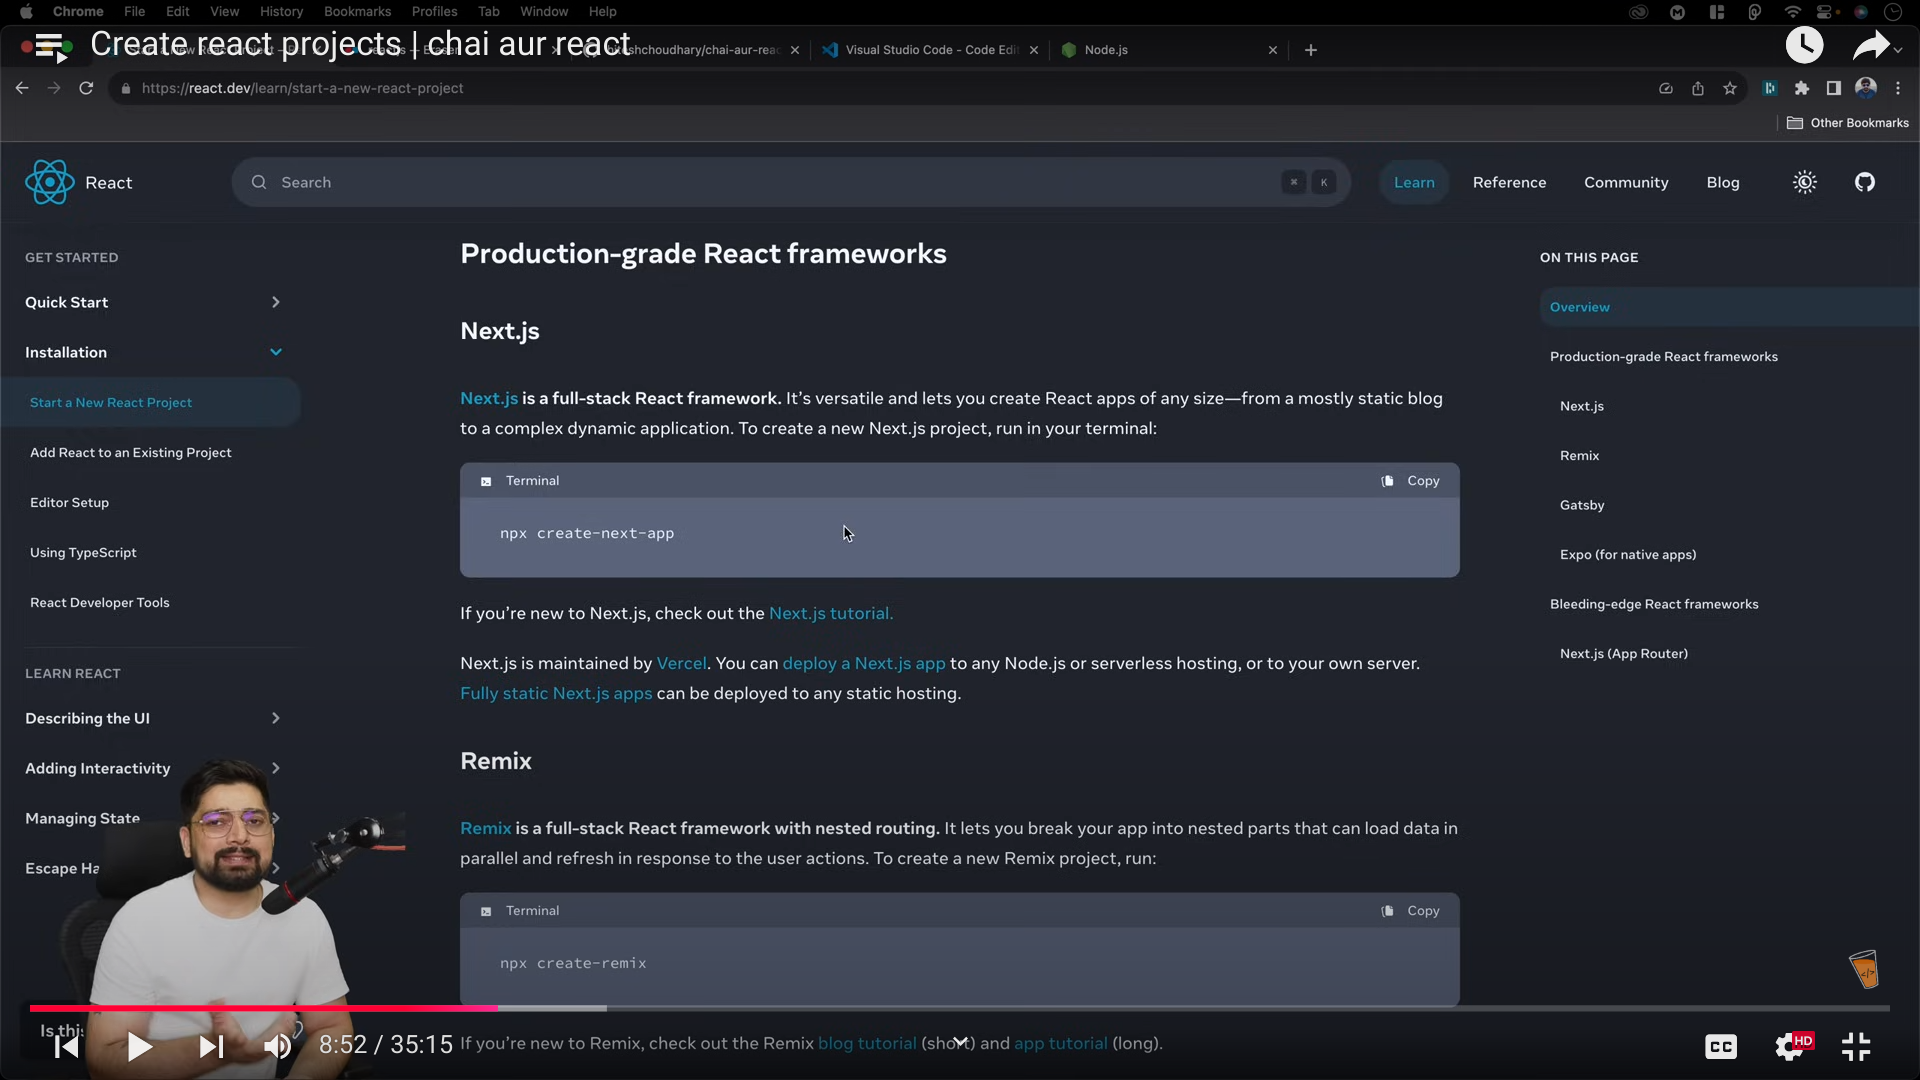 Chrome File Edit View History Bookmarks Profiles Tab Window Help
Create react projects | chai aur react
shchoudhary/chai-aur-rea
Visual Studio Code - Code Edit
Node.js
https://react.dev/learn/start-a-new-react-project
Other Bookmarks
React
Search
⌘ K
Learn
Reference
Community
Blog
GET STARTED
Quick Start
Installation
Start a New React Project
Add React to an Existing Project
Editor Setup
Using TypeScript
React Developer Tools
LEARN REACT
Describing the UI
Adding Interactivity
Managing State
Escape Ha
Production-grade React frameworks
Next.js
Next.js is a full-stack React framework. It’s versatile and lets you create React apps of any size—from a mostly static blog
to a complex dynamic application. To create a new Next.js project, run in your terminal:
Terminal
Copy
npx create-next-app
If you’re new to Next.js, check out the Next.js tutorial.
Next.js is maintained by Vercel. You can deploy a Next.js app to any Node.js or serverless hosting, or to your own server.
Fully static Next.js apps can be deployed to any static hosting.
Remix
Remix is a full-stack React framework with nested routing. It lets you break your app into nested parts that can load data in
parallel and refresh in response to the user actions. To create a new Remix project, run:
Terminal
Copy
npx create-remix
If you’re new to Remix, check out the Remix blog tutorial (short) and app tutorial (long).
ON THIS PAGE
Overview
Production-grade React frameworks
Next.js
Remix
Gatsby
Expo (for native apps)
Bleeding-edge React frameworks
Next.js (App Router)
</>
Is this
8:52 / 35:15
CC
HD